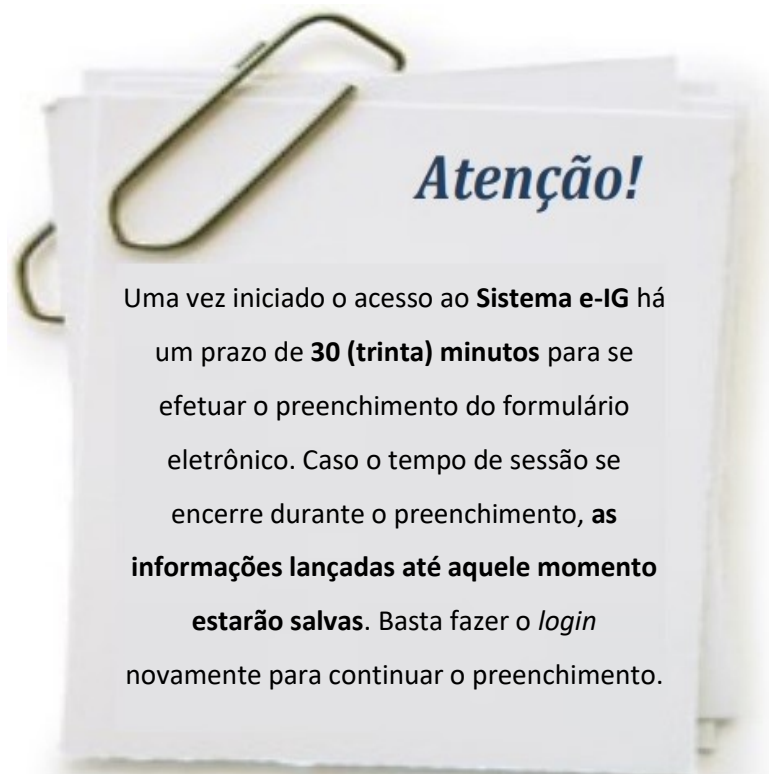 Atenção!
Uma vez iniciado o acesso ao Sistema e-IG há
um prazo de 30 (trinta) minutos para se
efetuar o preenchimento do formulário
eletrônico. Caso o tempo de sessão se
encerre durante o preenchimento, as
informações lançadas até aquele momento
estarão salvas. Basta fazer o login
novamente para continuar o preenchimento.